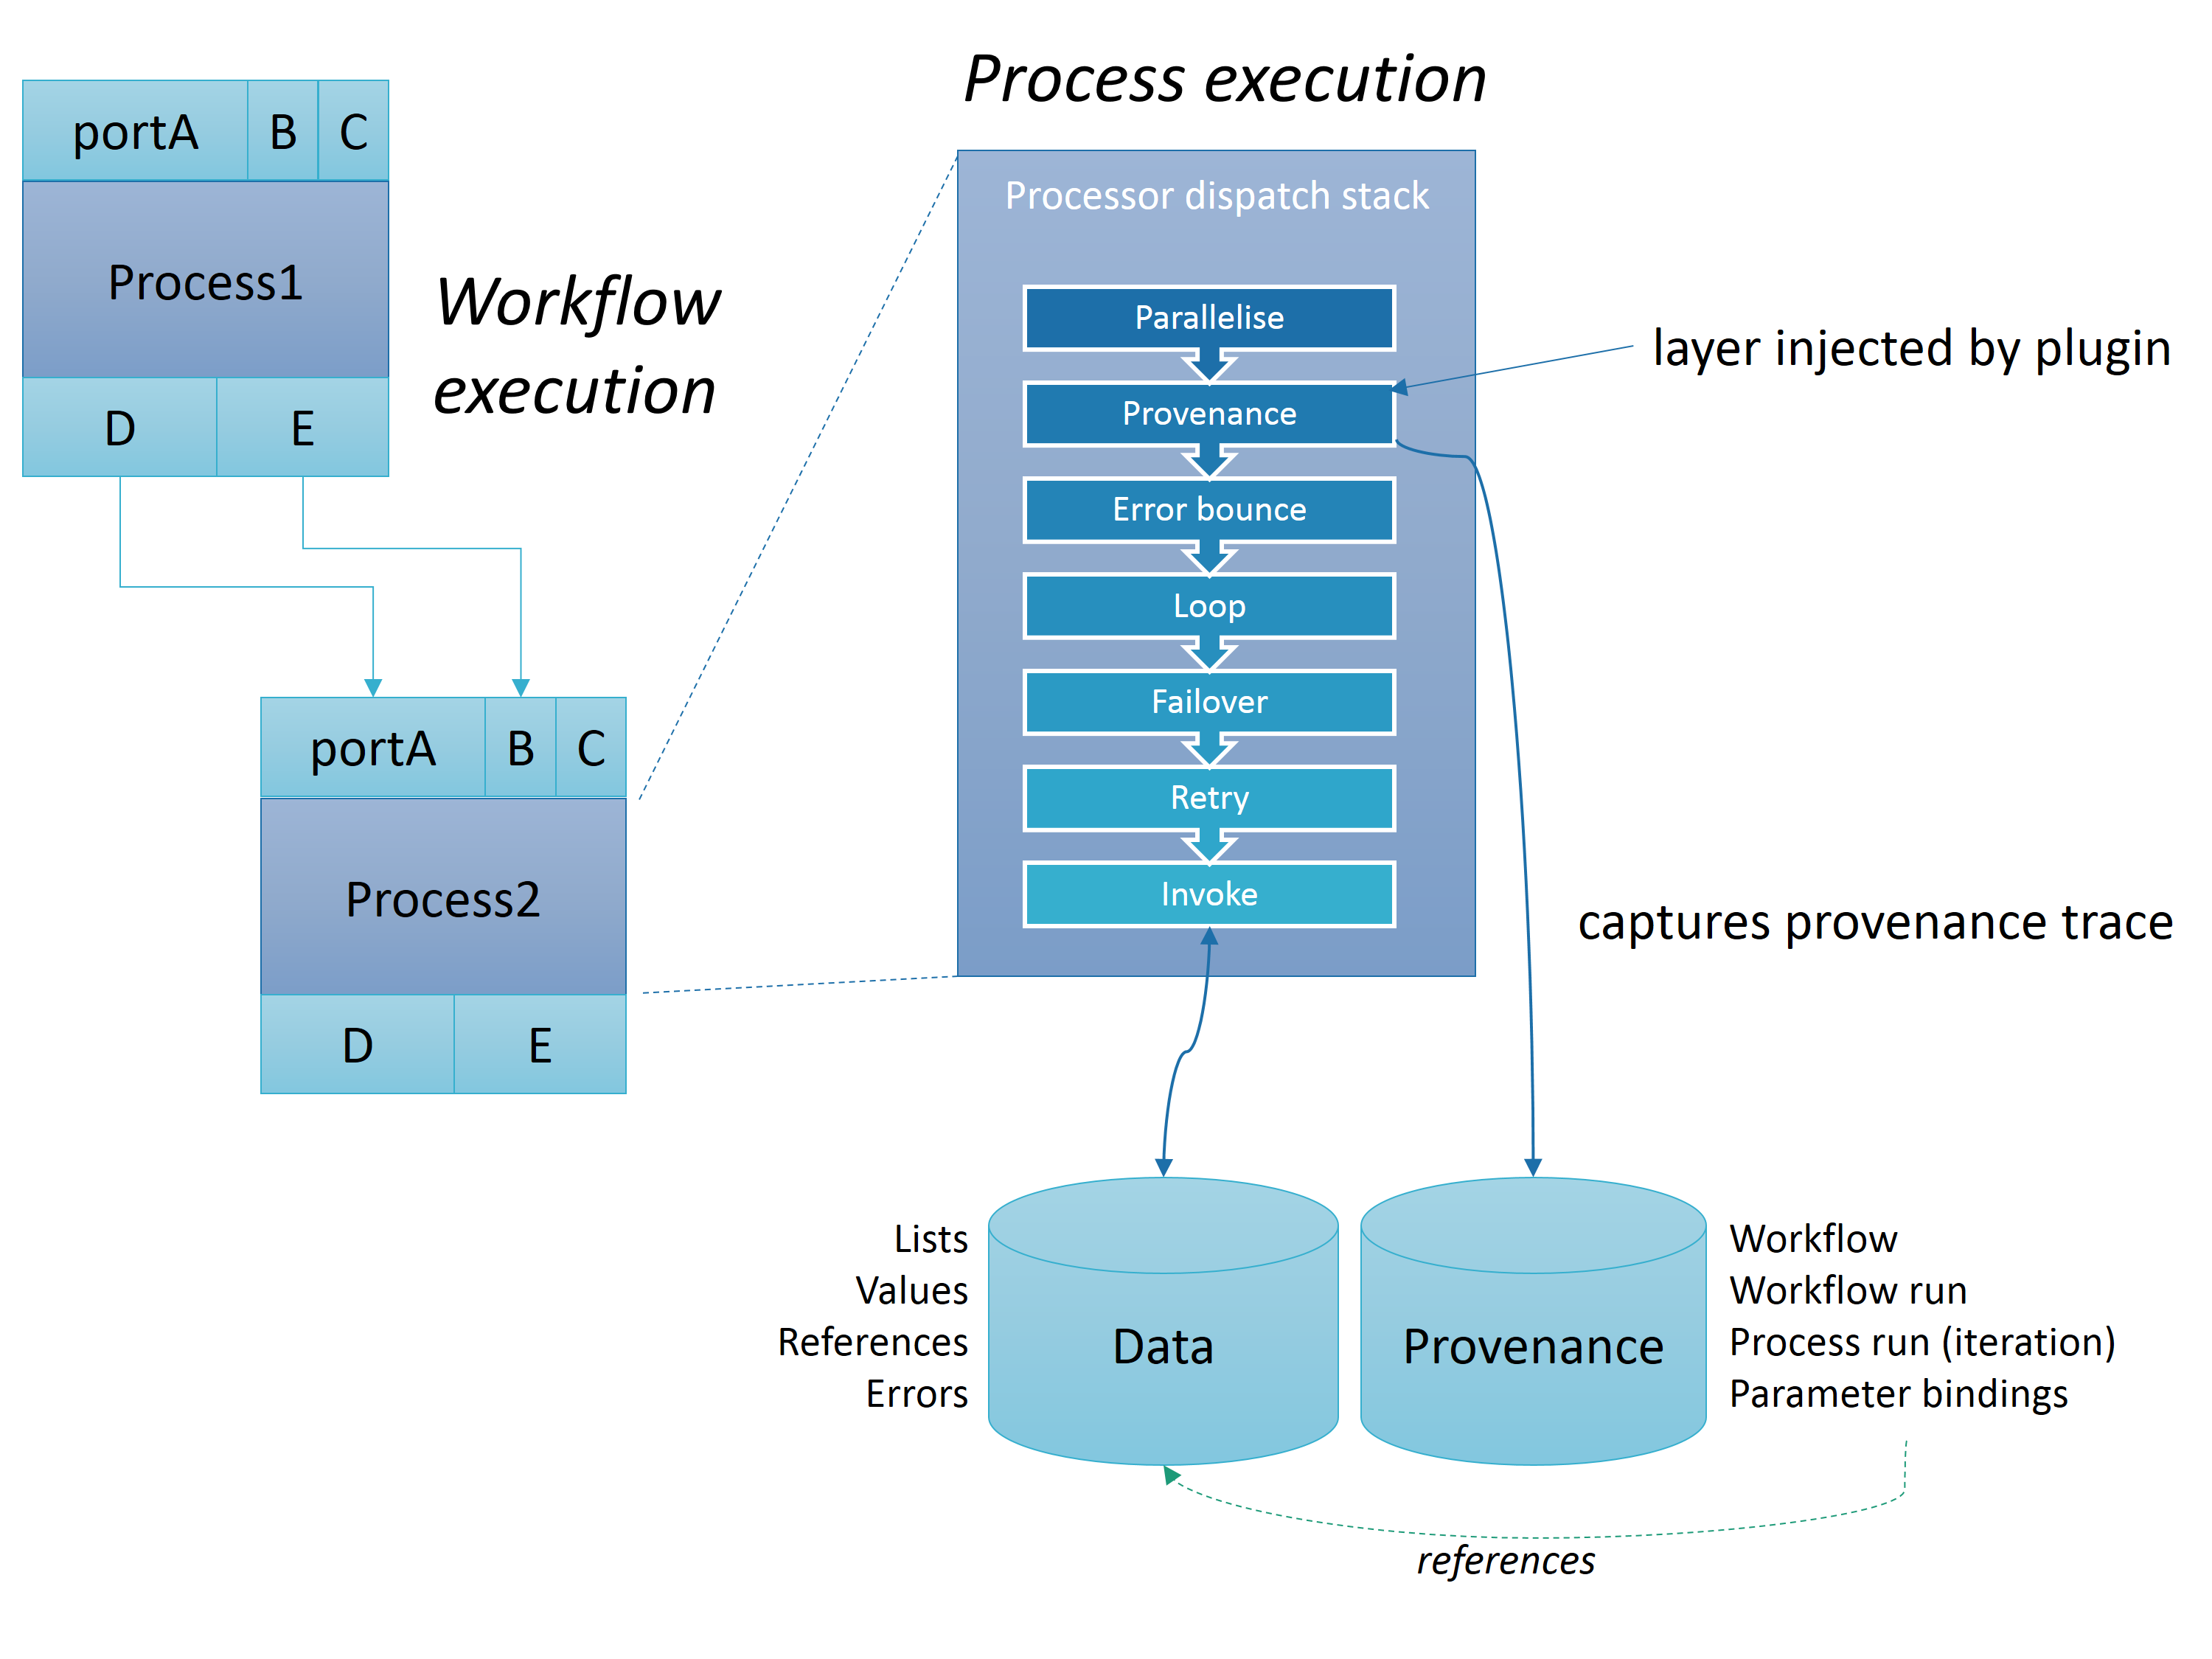 Process execution
portA B C
Process1
D E
Workflow
execution
portA B C
Process2
D E
Processor dispatch stack
Parallelise
Provenance
Error bounce
Loop
Failover
Retry
Invoke
layer injected by plugin
captures provenance trace
Lists
Values
References
Errors
Data
Provenance
Workflow
Workflow run
Process run (iteration)
Parameter bindings
references